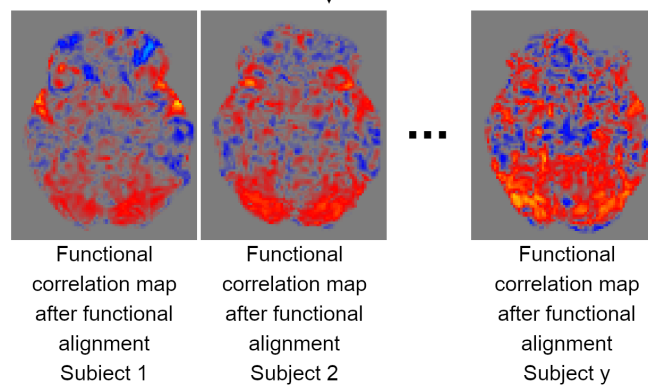 ...
Functional
correlation map
after functional
alignment
Subiect 1
Functional
correlation map
after functional
alignment
Subject 2
Functional
correlation map
after functional
alignment
Subject y